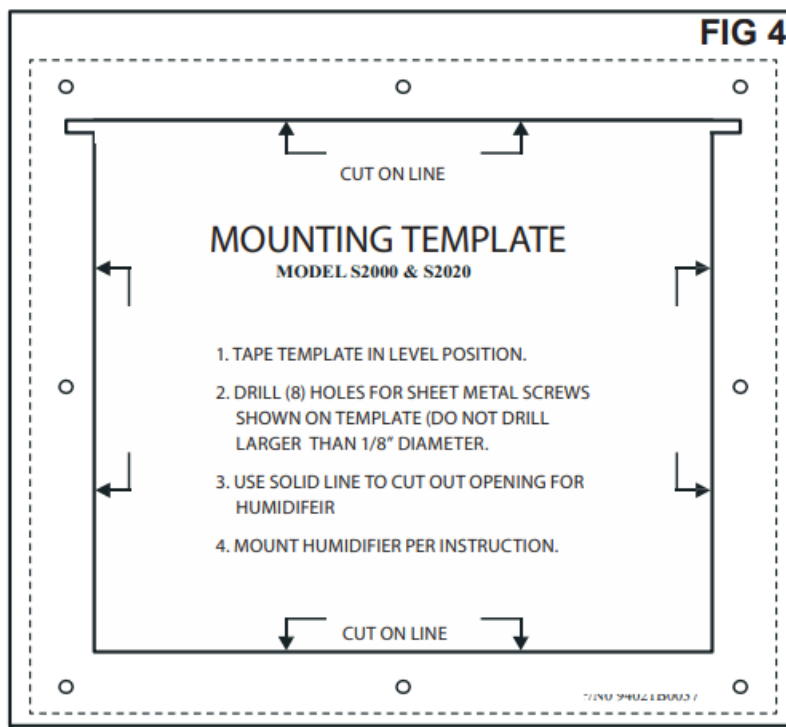 FIG 4
CUT ON LINE
MOUNTING TEMPLATE
MODEL S2000 & S2020
1. TAPE TEMPLATE IN LEVEL POSITION.
2. DRILL (8) HOLES FOR SHEET METAL SCREWS
SHOWN ON TEMPLATE (DO NOT DRILL
LARGER THAN 1/8" DIAMETER.
3. USE SOLID LINE TO CUT OUT OPENING FOR
HUMIDIFEIR
4. MOUNT HUMIDIFIER PER INSTRUCTION.
CUT ON LINE